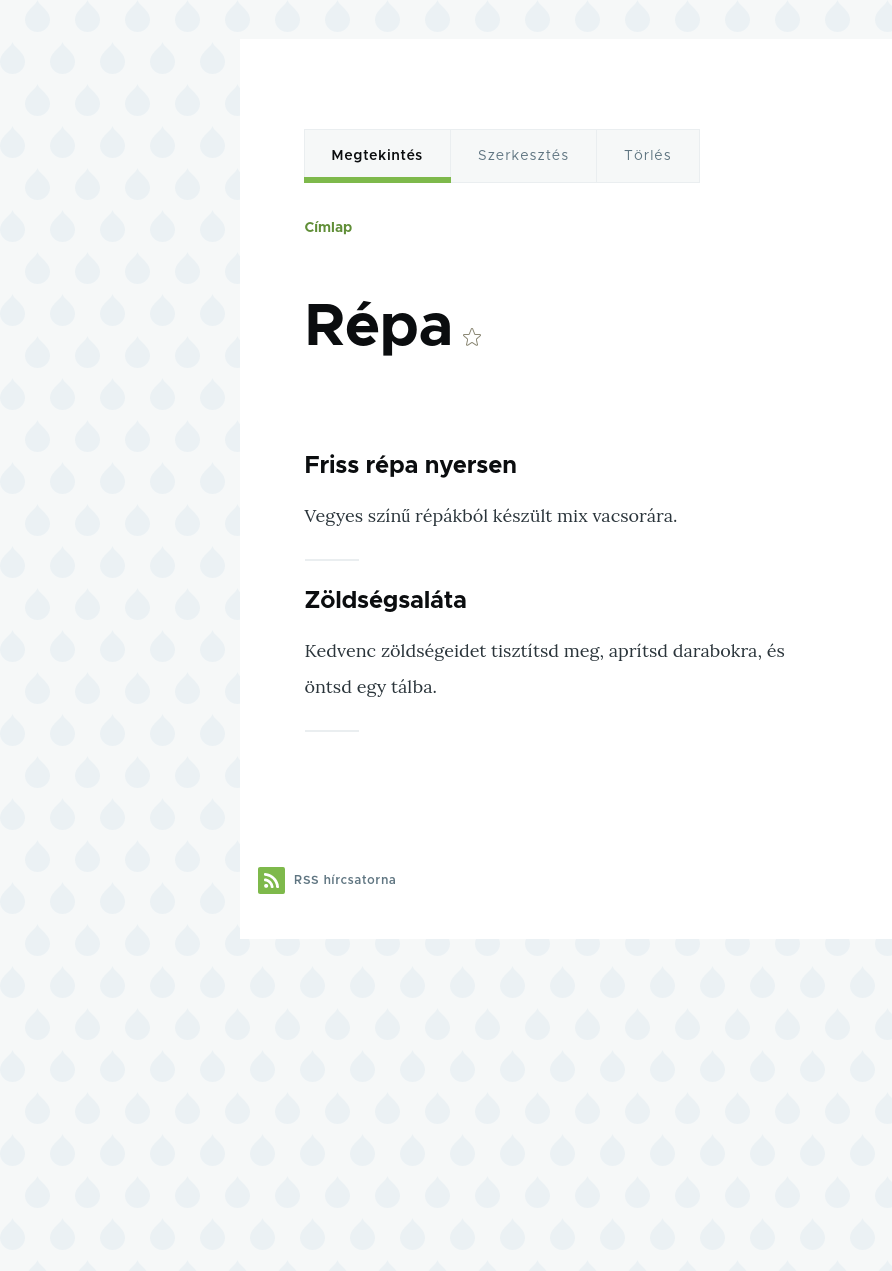 Megtekintés Szerkesztés Törlés
Címlap
Répa
Friss répa nyersen
Vegyes színű répákból készült mix vacsorára.
Zöldségsaláta
Kedvenc zöldségeidet tisztítsd meg, aprítsd darabokra, és
öntsd egy tálba.
RSS hírcsatorna